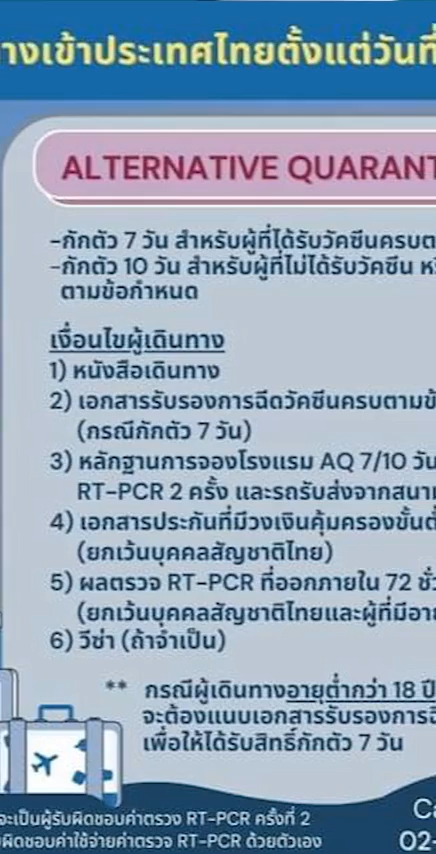 างเข้าประเทศไทยตั้งแต่วันที่
ALTERNATIVE QUARANT
-กักตัว 7 วัน สำหรับผู้ที่ได้รับวัคซีนครบต
-กักตัว 10 วัน สำหรับผู้ที่ไม่ได้รับวัคซีน หรื
ตามข้อกำหนด
เงื่อนไขผู้เดินทาง
1) หนังสือเดินทาง
2) เอกสารรับรองการฉีดวัคซีนครบตามข้
(กรณีกักตัว 7 วัน)
3) หลักฐานการจองโรงแรม AQ 7/10 วัน
RT-PCR 2 ครั้ง และรถรับส่งจากสนาม
4) เอกสารประกันที่มีวงเงินคุ้มครองขั้นต่ำ
(ยกเว้นบุคคลสัญชาติไทย)
5) ผลตรวจ RT-PCR ที่ออกภายใน 72 ชั่ว
(ยกเว้นบุคคลสัญชาติไทยและผู้ที่มีอาย
6) วีซ่า (ถ้าจำเป็น)
** กรณีผู้เดินทางอายุต่ำกว่า 18 ปี
จะต้องแนบเอกสารรับรองการฉี
เพื่อให้ได้รับสิทธิ์กักตัว 7 วัน
จะเป็นผู้รับผิดชอบค่าตรวง RT-PCR ครั้งที่ 2
ผิดชอบค่าใช้จ่ายค่าตรวจ RT-PCR ด้วยตัวเอง
Ca
02-